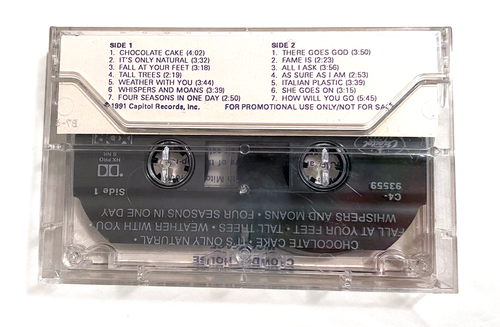 SIDE 1
1. CHOCOLATE CAKE (4:02)
2. IT'S ONLY NATURAL (3:32)
3. FALL AT YOUR FEET (3:18)
4. TALL TREES (2:19)
5. WEATHER WITH YOU (3:44)
6 WHISPERS AND MOANS (3:39)
7. FOUR SEASONS IN ONE DAY (2:50)
SIDE 2
1. THERE GOES GOD (3:50)
2. FAME IS (2:23)
3. ALL I ASK (3:56)
4. AS SURE AS I AM (2:53)
5. ITALIAN PLASTIC (3:39)
6. SHE GOES ON (3:15)
7. HOW WILL YOU GO (5:45)
℗1991 Capitol Records, Inc.
FOR PROMOTIONAL USE ONLY/NOT FOR SALE
Capitol
C4-
93559
HX PRO
B NR
Side 1
CROWDED HOUSE
CHOCOLATE CAKE • IT'S ONLY NATURAL •
FALL AT YOUR FEET • TALL TREES • WEATHER WITH YOU •
WHISPERS AND MOANS • FOUR SEASONS IN ONE DAY